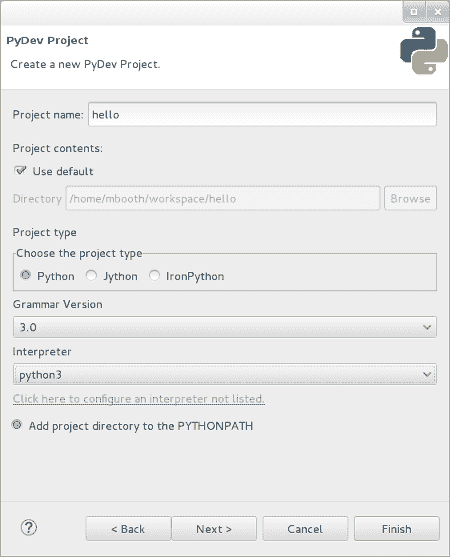 PyDev Project
Create a new PyDev Project.
Project name: hello
Project contents:
Use default
Directory /home/mbooth/workspace/hello Browse
Project type
Choose the project type
Python Jython IronPython
Grammar Version
3.0
Interpreter
python3
Click here to configure an interpreter not listed.
Add project directory to the PYTHONPATH
? < Back Next > Cancel Finish